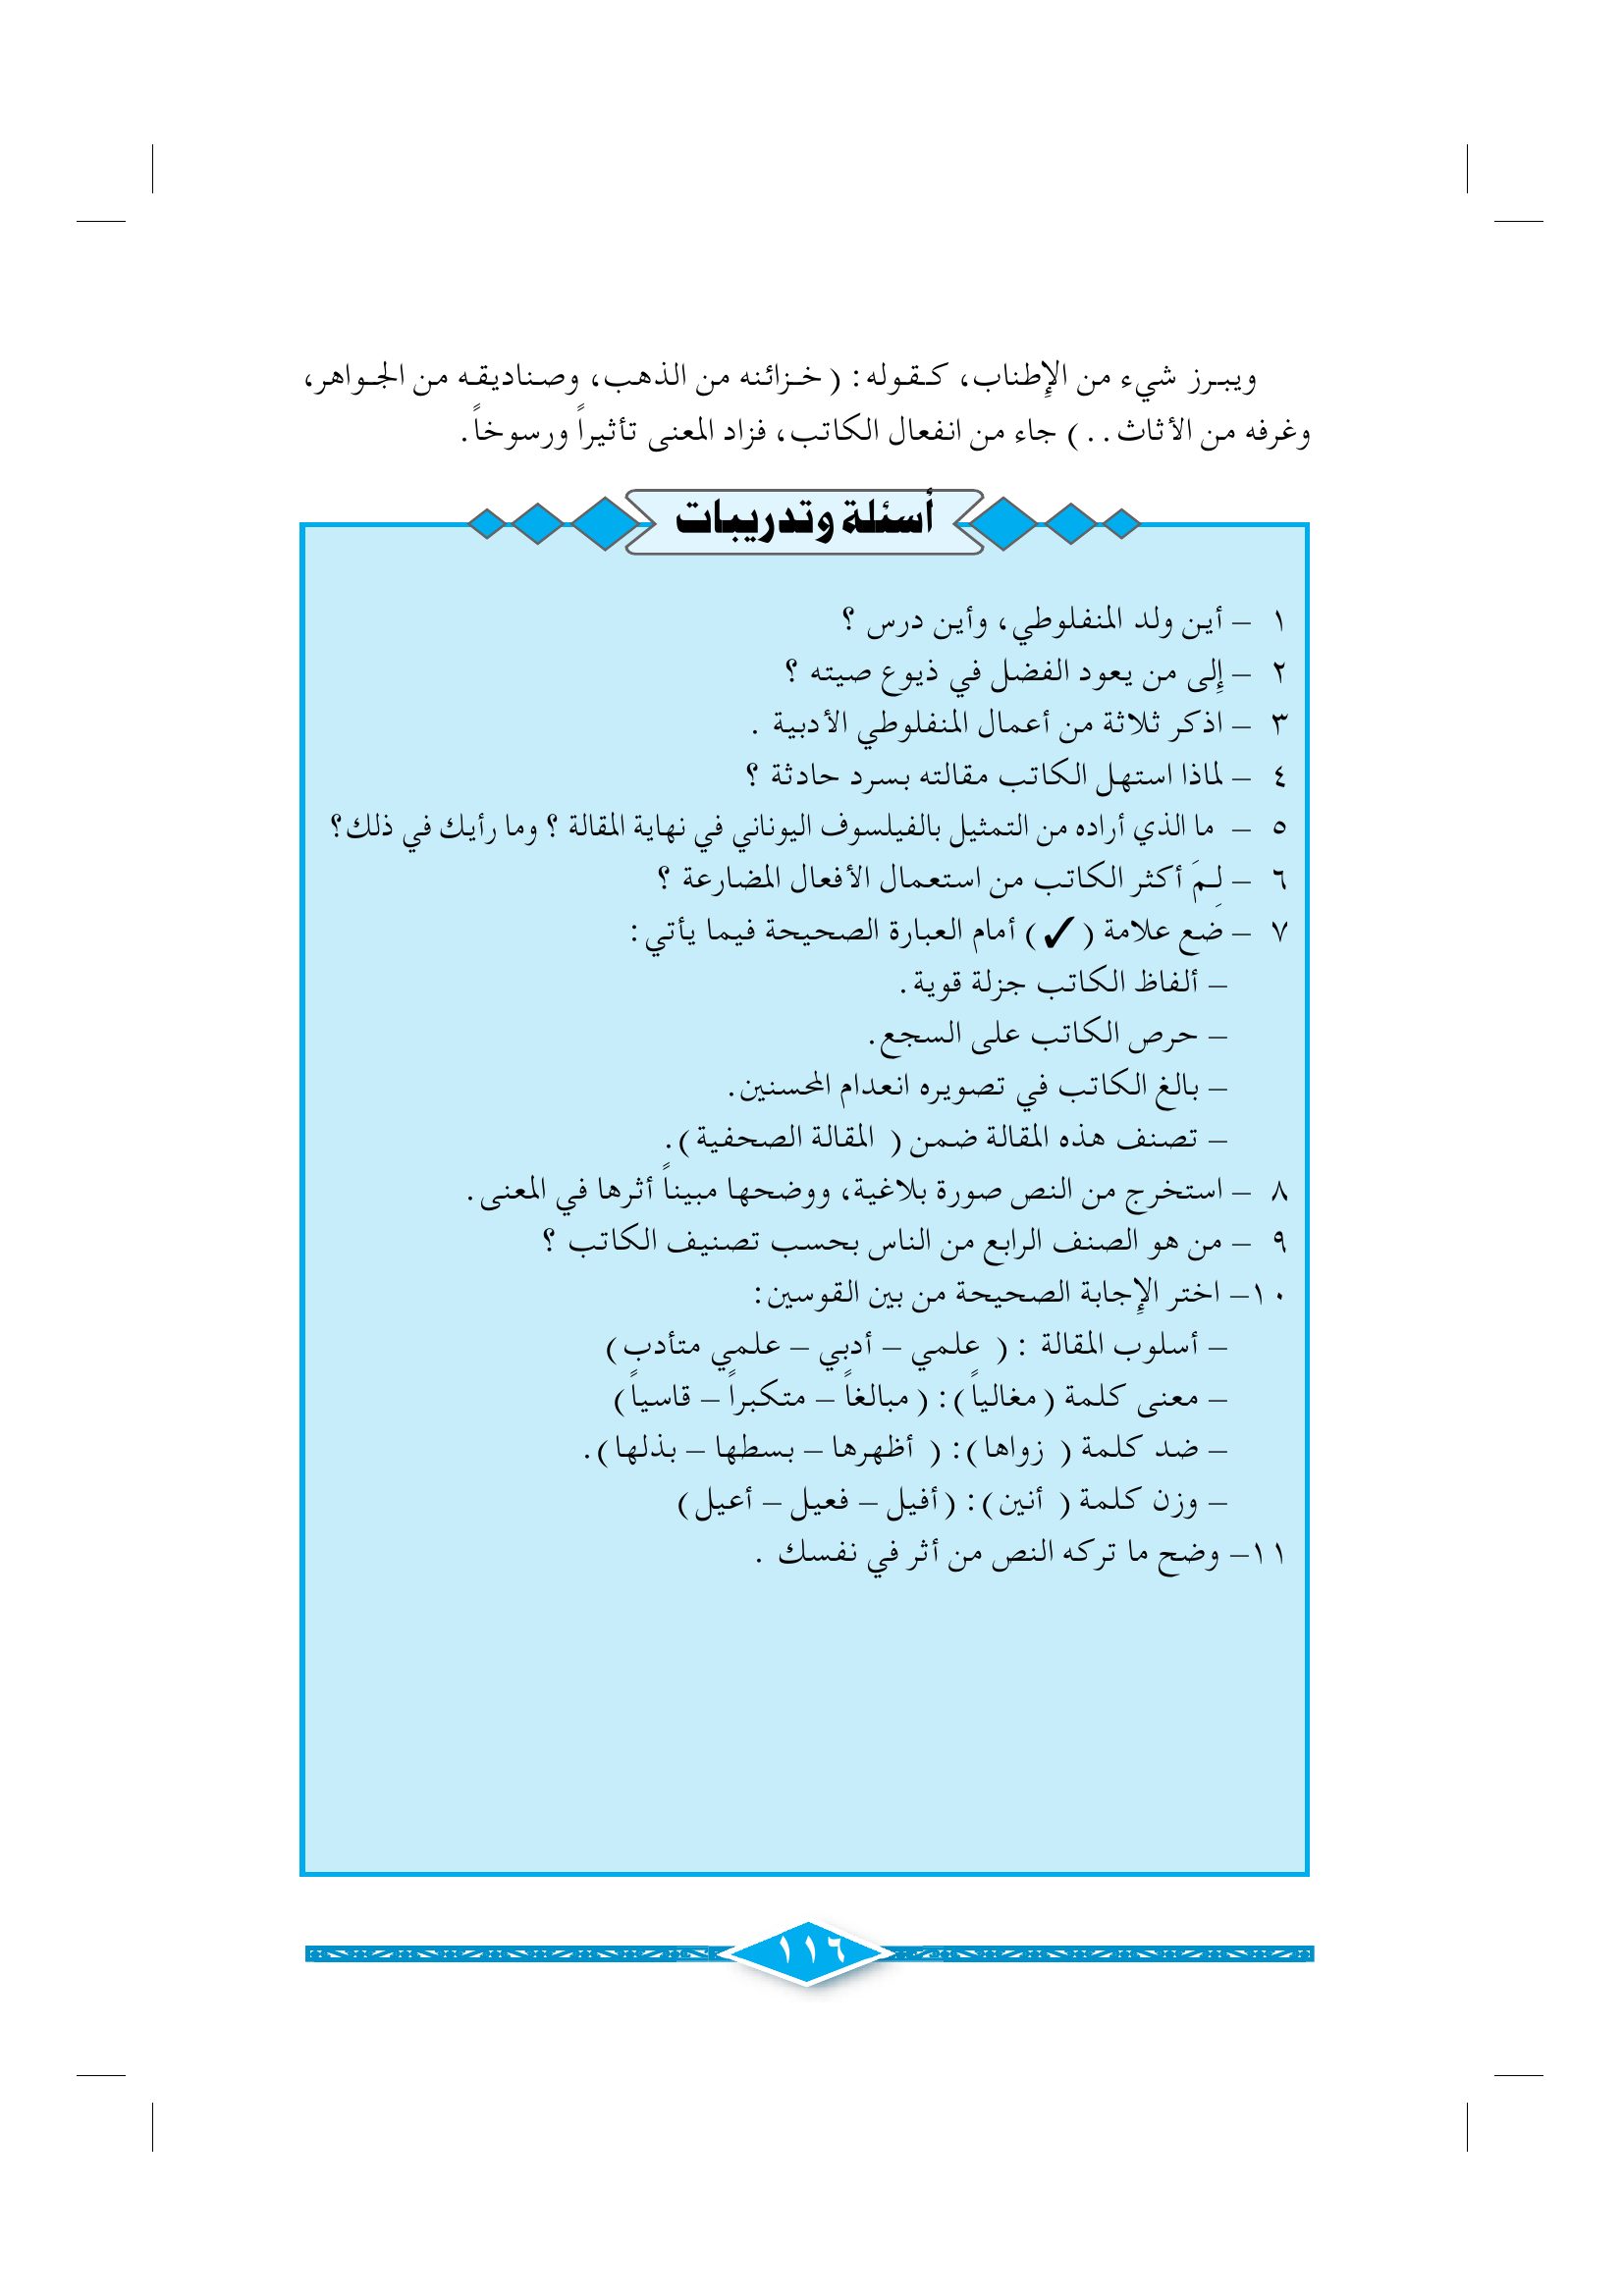 ويبرز شيء من الإِطناب، كقوله: (خزائنه من الذهب، وصناديقه من الجواهر،
وغرفه من الأثاث..) جاء من انفعال الكاتب، فزاد المعنى تأثيراً ورسوخاً.
أسئلة وتدريبات
١ – أين ولد المنفلوطي، وأين درس ؟
٢ – إِلى من يعود الفضل في ذيوع صيته ؟
٣ – اذكر ثلاثة من أعمال المنفلوطي الأدبية .
٤ – لماذا استهل الكاتب مقالته بسرد حادثة ؟
٥ – ما الذي أراده من التمثيل بالفيلسوف اليوناني في نهاية المقالة ؟ وما رأيك في ذلك؟
٦ – لِمَ أكثر الكاتب من استعمال الأفعال المضارعة ؟
٧ – ضع علامة (✓) أمام العبارة الصحيحة فيما يأتي:
– ألفاظ الكاتب جزلة قوية.
– حرص الكاتب على السجع.
– بالغ الكاتب في تصويره انعدام المحسنين.
– تصنف هذه المقالة ضمن ( المقالة الصحفية).
٨ – استخرج من النص صورة بلاغية، ووضحها مبيناً أثرها في المعنى.
٩ – من هو الصنف الرابع من الناس بحسب تصنيف الكاتب ؟
١٠– اختر الإِجابة الصحيحة من بين القوسين:
– أسلوب المقالة : ( علمي – أدبي – علمي متأدب)
– معنى كلمة (مغالياً): (مبالغاً – متكبراً – قاسياً)
– ضد كلمة ( زواها): ( أظهرها – بسطها – بذلها).
– وزن كلمة ( أنين): (أفيل – فعيل – أعيل)
١١– وضح ما تركه النص من أثر في نفسك .
١١٦